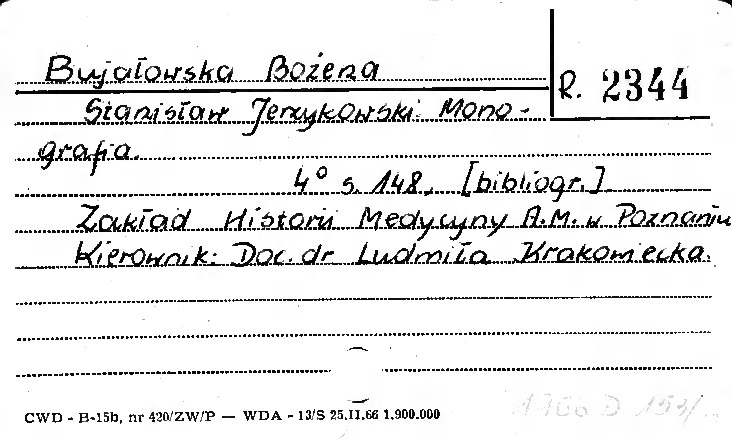 Bujałowska Bożena
R. 2344
Stanisław Jerzykowski. Mono-
grafia.
4° s. 148, [bibliogr.]
Zakład Historii Medycyny A.M. w Poznaniu
Kierownik: Doc. dr Ludmiła Krakowiecka.
CWD - B-15b, nr 420/ZW/P — WDA - 13/S 25.II.66 1,900.000